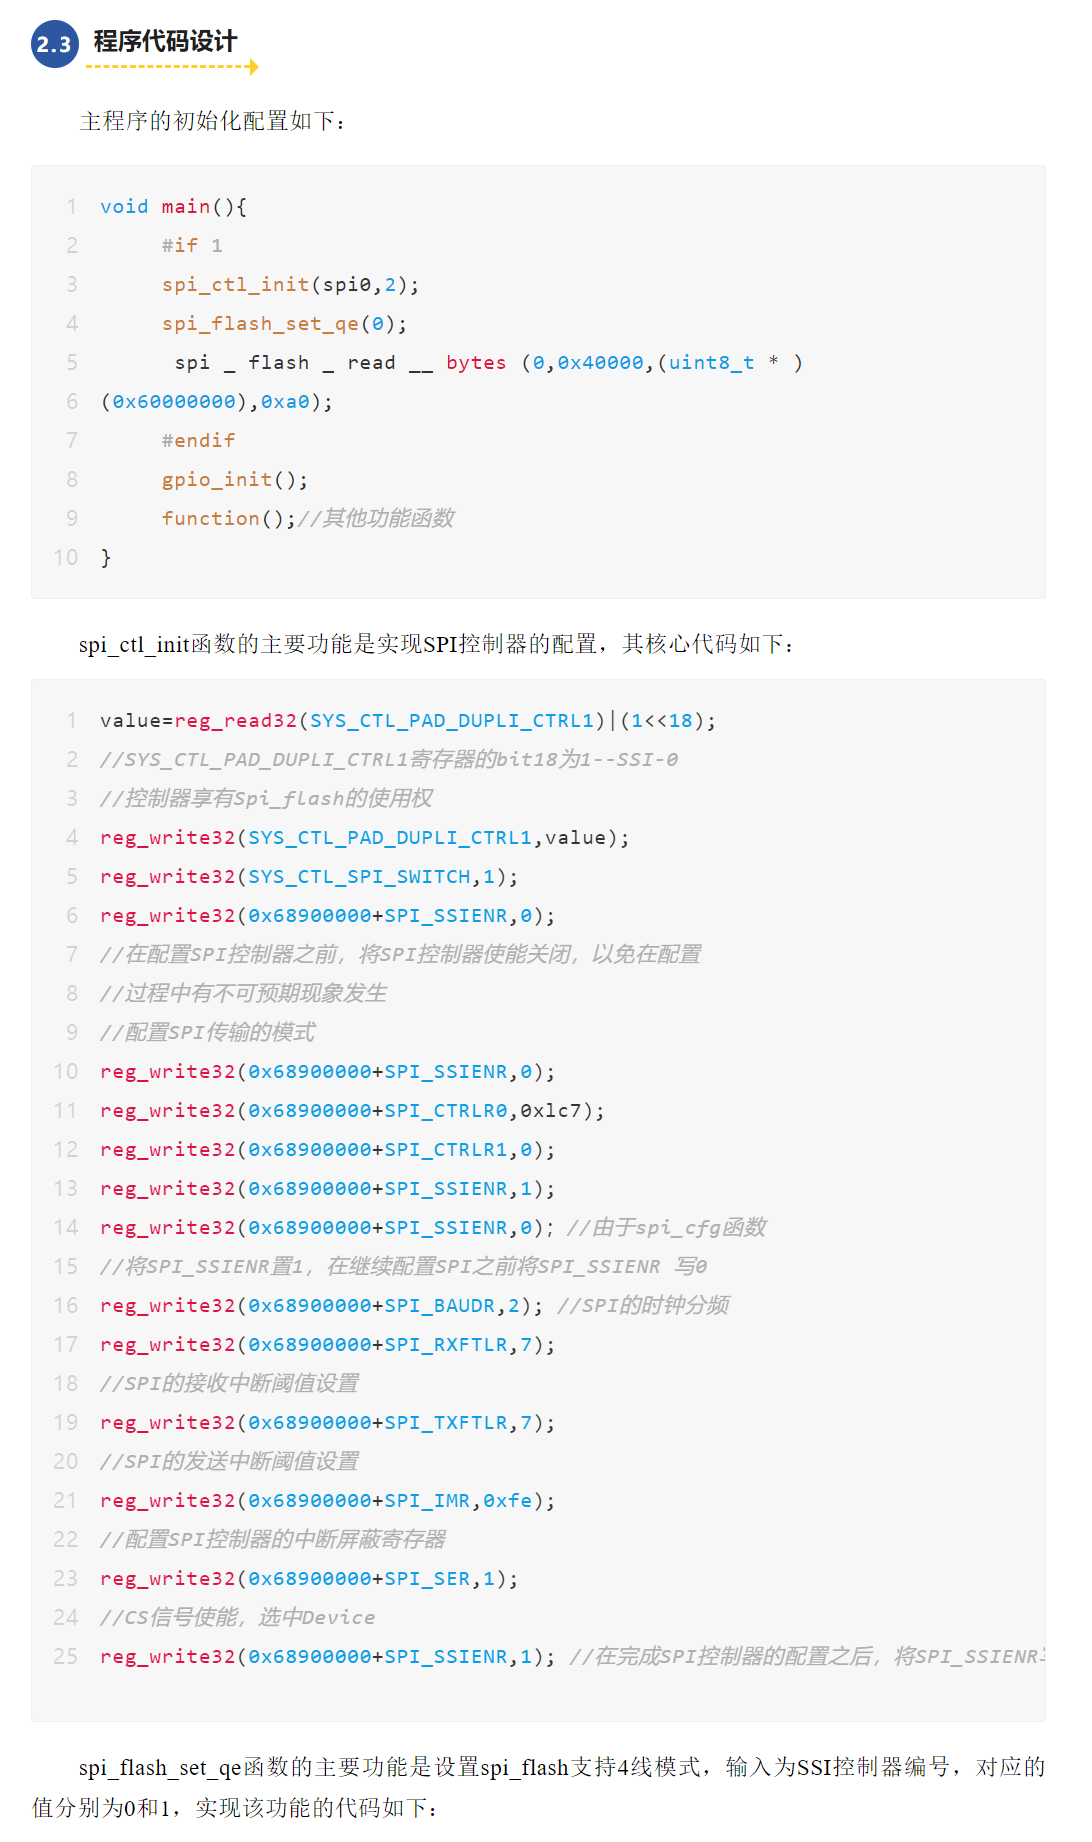 2.3 程序代码设计
主程序的初始化配置如下：
1 void main(){
2 #if 1
3 spi_ctl_init(spi0,2);
4 spi_flash_set_qe(0);
5 spi _ flash _ read __ bytes (0,0x40000,(uint8_t * )
6 (0x60000000),0xa0);
7 #endif
8 gpio_init();
9 function();//其他功能函数
10 }
spi_ctl_init函数的主要功能是实现SPI控制器的配置，其核心代码如下：
1 value=reg_read32(SYS_CTL_PAD_DUPLI_CTRL1)|(1<<18);
2 //SYS_CTL_PAD_DUPLI_CTRL1寄存器的bit18为1--SSI-0
3 //控制器享有Spi_flash的使用权
4 reg_write32(SYS_CTL_PAD_DUPLI_CTRL1,value);
5 reg_write32(SYS_CTL_SPI_SWITCH,1);
6 reg_write32(0x68900000+SPI_SSIENR,0);
7 //在配置SPI控制器之前，将SPI控制器使能关闭，以免在配置
8 //过程中有不可预期现象发生
9 //配置SPI传输的模式
10 reg_write32(0x68900000+SPI_SSIENR,0);
11 reg_write32(0x68900000+SPI_CTRLR0,0xlc7);
12 reg_write32(0x68900000+SPI_CTRLR1,0);
13 reg_write32(0x68900000+SPI_SSIENR,1);
14 reg_write32(0x68900000+SPI_SSIENR,0); //由于spi_cfg函数
15 //将SPI_SSIENR置1，在继续配置SPI之前将SPI_SSIENR 写0
16 reg_write32(0x68900000+SPI_BAUDR,2); //SPI的时钟分频
17 reg_write32(0x68900000+SPI_RXFTLR,7);
18 //SPI的接收中断阈值设置
19 reg_write32(0x68900000+SPI_TXFTLR,7);
20 //SPI的发送中断阈值设置
21 reg_write32(0x68900000+SPI_IMR,0xfe);
22 //配置SPI控制器的中断屏蔽寄存器
23 reg_write32(0x68900000+SPI_SER,1);
24 //CS信号使能，选中Device
25 reg_write32(0x68900000+SPI_SSIENR,1); //在完成SPI控制器的配置之后，将SPI_SSIENR
spi_flash_set_qe函数的主要功能是设置spi_flash支持4线模式，输入为SSI控制器编号，对应的
值分别为0和1，实现该功能的代码如下：